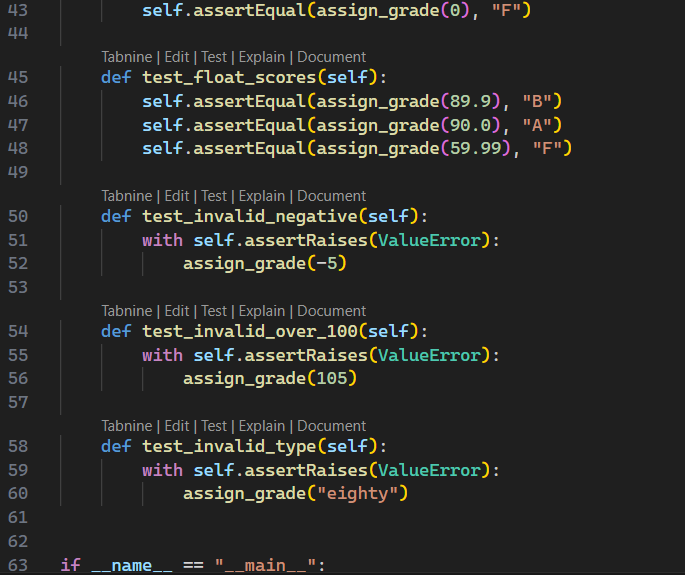 43 self.assertEqual(assign_grade(0), "F")
44
Tabnine | Edit | Test | Explain | Document
45 def test_float_scores(self):
46 self.assertEqual(assign_grade(89.9), "B")
47 self.assertEqual(assign_grade(90.0), "A")
48 self.assertEqual(assign_grade(59.99), "F")
49
Tabnine | Edit | Test | Explain | Document
50 def test_invalid_negative(self):
51 with self.assertRaises(ValueError):
52 assign_grade(-5)
53
Tabnine | Edit | Test | Explain | Document
54 def test_invalid_over_100(self):
55 with self.assertRaises(ValueError):
56 assign_grade(105)
57
Tabnine | Edit | Test | Explain | Document
58 def test_invalid_type(self):
59 with self.assertRaises(ValueError):
60 assign_grade("eighty")
61
62
63 if __name__ == "__main__":